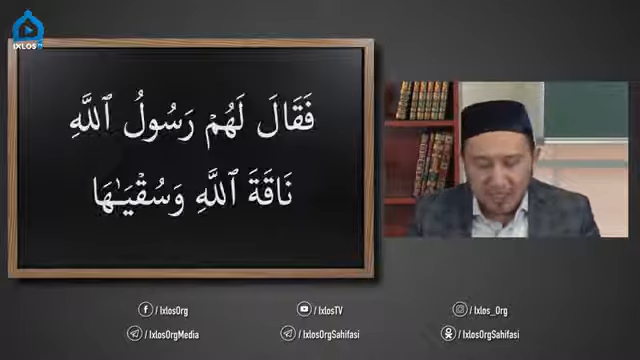 IXLOS
فَقَالَ لَهُمْ رَسُولُ ٱللَّهِ
نَاقَةَ ٱللَّهِ وَسُقْيَـٰهَا
/ IxlosOrg
/ IxlosTV
/ Ixlos_Org
/ IxlosOrgMedia
/ IxlosOrgSahifasi
/ IxlosOrgSahifasi